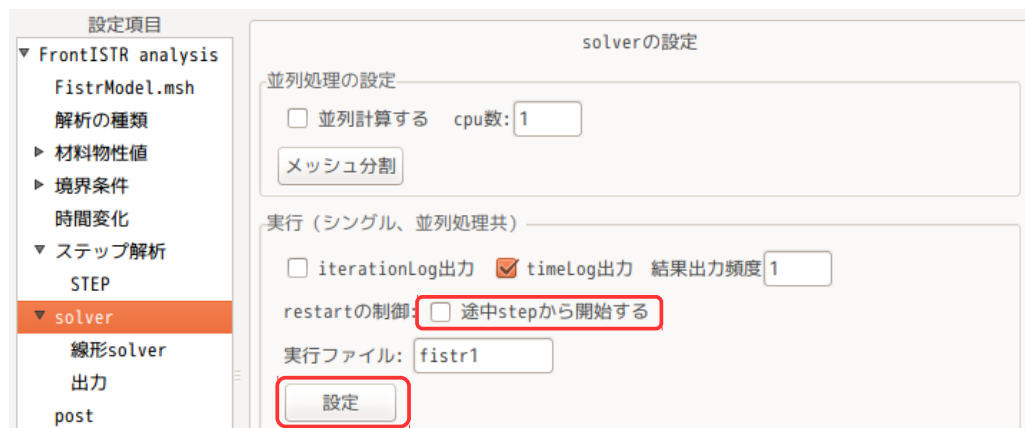 設定項目
FrontISTR analysis
FistrModel.msh
解析の種類
材料物性値
境界条件
時間変化
ステップ解析
STEP
solver
線形solver
出力
post
solverの設定
並列処理の設定
並列計算する cpu数: 1
メッシュ分割
実行（シングル、並列処理共）
iterationLog出力 timeLog出力 結果出力頻度 1
restartの制御: 途中stepから開始する
実行ファイル: fistr1
設定